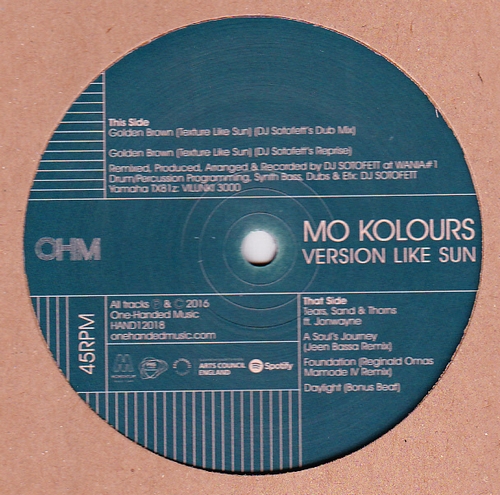 This Side
Golden Brown (Texture Like Sun) (DJ Sotofett's Dub Mix)
Golden Brown (Texture Like Sun) (DJ Sotofett's Reprise)
Remixed, Produced, Arranged & Recorded by DJ SOTOFETT at WANIA#1
Drum/Percussion Programming, Synth Bass, Dubs & Efx: DJ SOTOFETT
Yamaha TX81z: VILUNKI 3000
OHM
MO KOLOURS
VERSION LIKE SUN
45RPM
All tracks ℗ & © 2016
One-Handed Music
HAND12018
onehandedmusic.com
ARTS COUNCIL
ENGLAND
Spotify
That Side
Tears, Sand & Thorns
ft. Jonwayne
A Soul's Journey
(Jeen Bassa Remix)
Foundation (Reginald Omas
Mamode IV Remix)
Daylight (Bonus Beat)